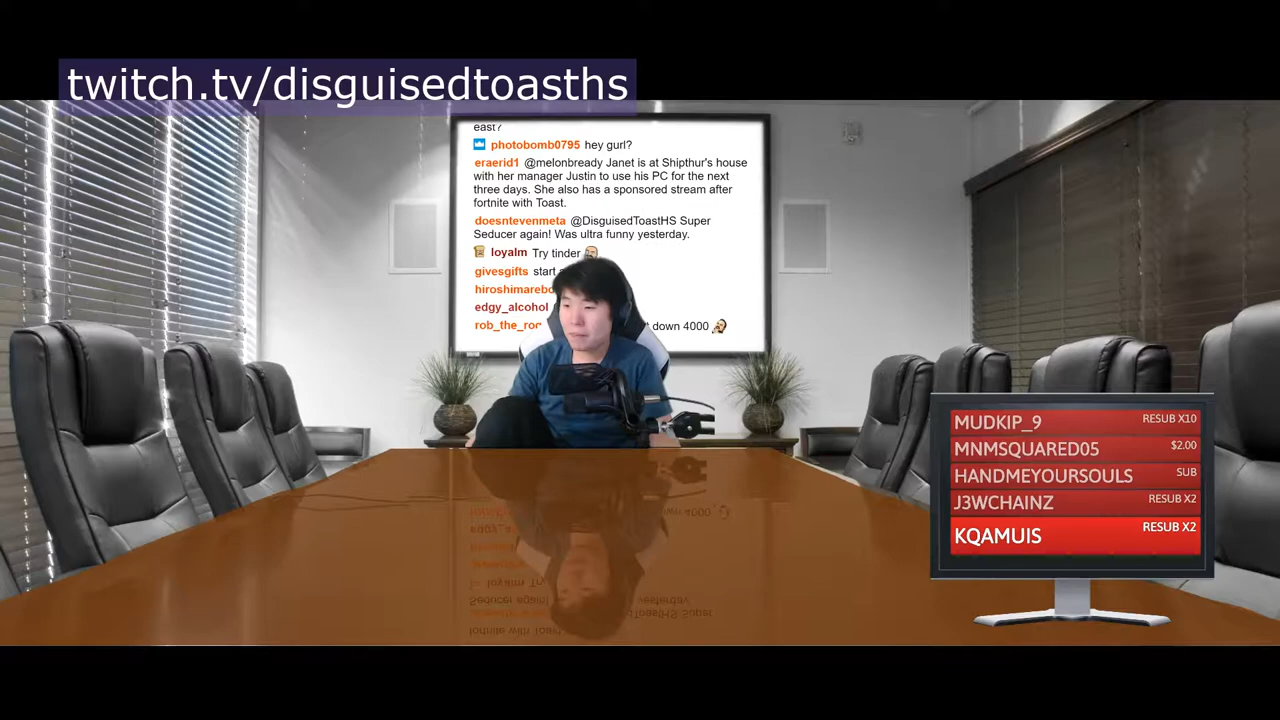 twitch.tv/disguisedtoasths
east?
photobomb0795 hey gurl?
eraerid1 @melonbready Janet is at Shipthur's house
with her manager Justin to use his PC for the next
three days. She also has a sponsored stream after
fortnite with Toast.
doesntevenmeta @DisguisedToastHS Super
Seducer again! Was ultra funny yesterday.
loyalm Try tinder
givesgifts start
edgy_alcohol
down 4000
MUDKIP_9 RESUB X10
MNMSQUARED05 $2.00
HANDMEYOURSOULS SUB
J3WCHAINZ RESUB X2
KQAMUIS RESUB X2